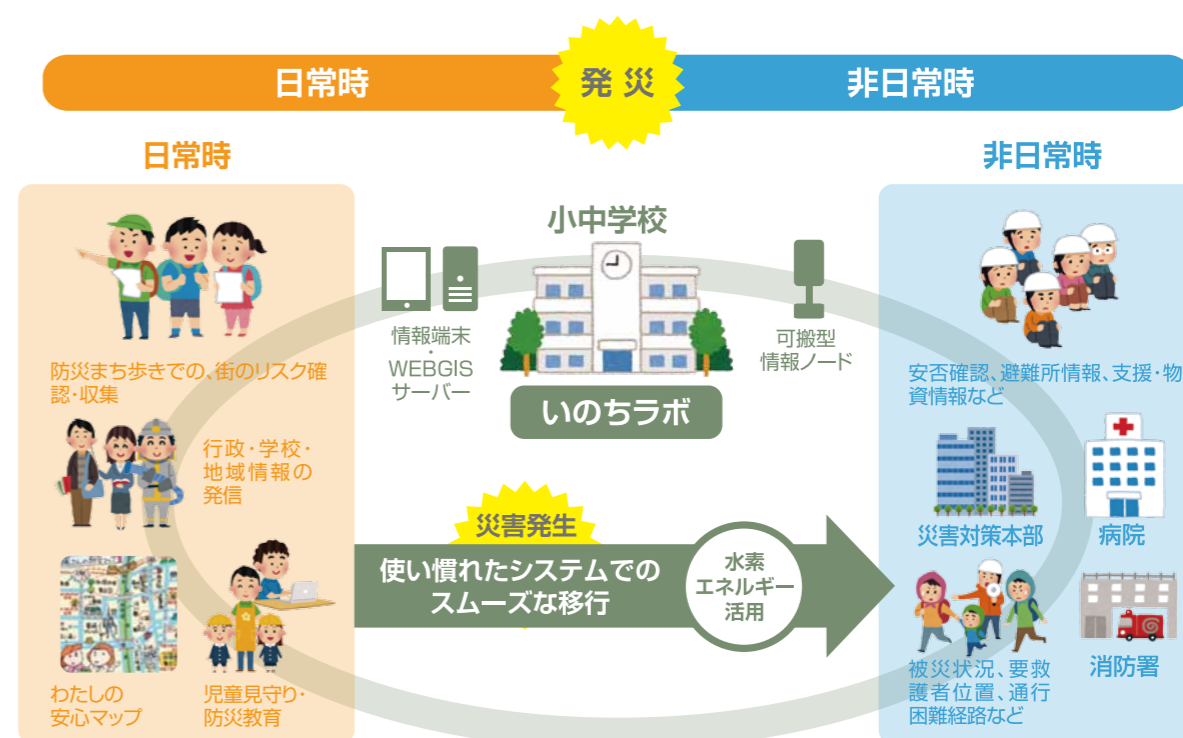 日常時
発災
非日常時
日常時
非日常時
小中学校
情報端末
・
WEBGIS
サーバー
可搬型
情報ノード
いのちラボ
防災まち歩きでの、街のリスク確
認・収集
行政・学校・
地域情報の
発信
わたしの
安心マップ
児童見守り・
防災教育
災害発生
使い慣れたシステムでの
スムーズな移行
水素
エネルギー
活用
安否確認、避難所情報、支援・物
資情報など
災害対策本部
病院
被災状況、要救
護者位置、通行
困難経路など
消防署